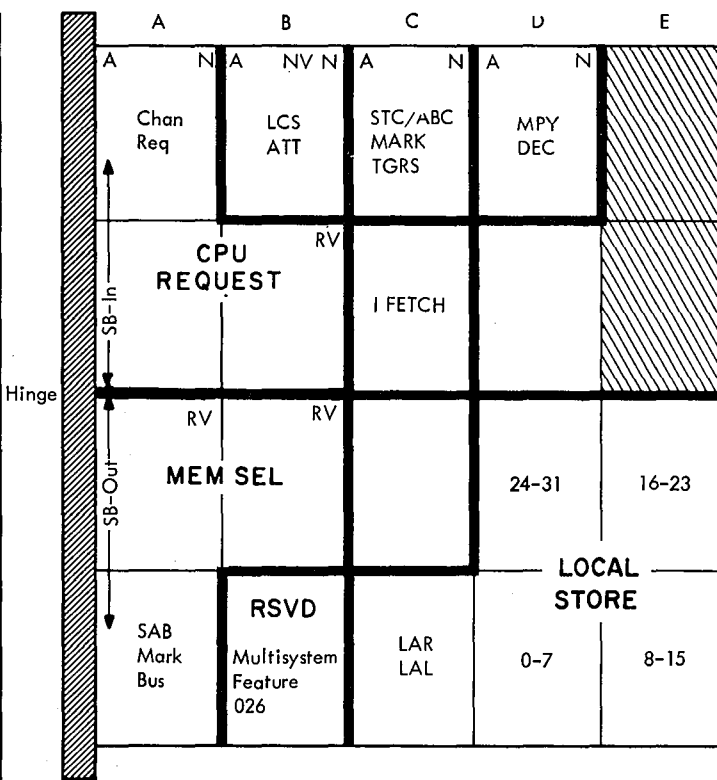 A B C D E
A N A NV N A N A N
Chan
Req
LCS
ATT
STC/ABC
MARK
TGRS
MPY
DEC
SB-In
RV
CPU
REQUEST
I FETCH
Hinge
SB-Out
RV RV
MEM SEL
24-31
16-23
LOCAL
STORE
SAB
Mark
Bus
RSVD
Multisystem
Feature
026
LAR
LAL
0-7
8-15